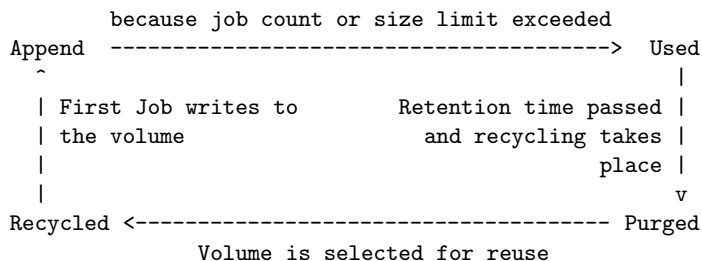 because job count or size limit exceeded
Append ----------------------------------------> Used
^ |
| First Job writes to Retention time passed |
| the volume and recycling takes |
| place |
| v
Recycled <-------------------------------------- Purged
Volume is selected for reuse